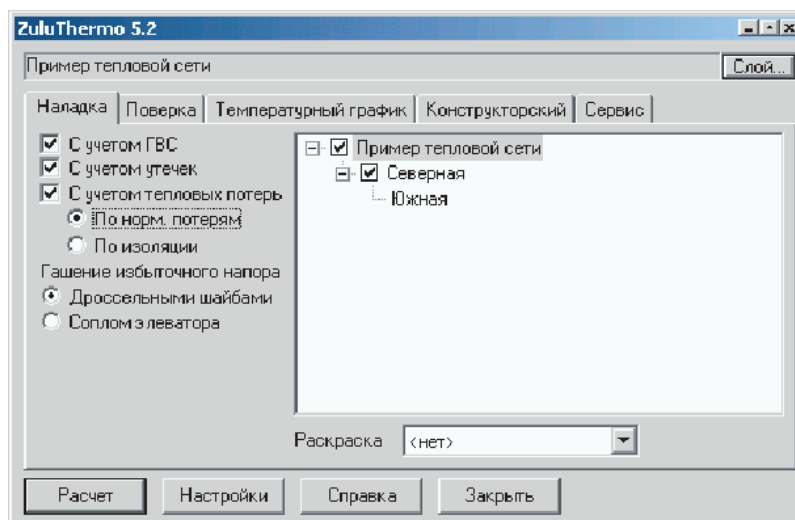 ZuluThermo 5.2
Пример тепловой сети
Слой...
Наладка Поверка Температурный график Конструкторский Сервис
С учетом ГВС
С учетом утечек
С учетом тепловых потерь
По норм. потерям
По изоляции
Гашение избыточного напора
Дроссельными шайбами
Соплом элеватора
Пример тепловой сети
Северная
Южная
Раскраска <нет>
Расчет Настройки Справка Закрыть